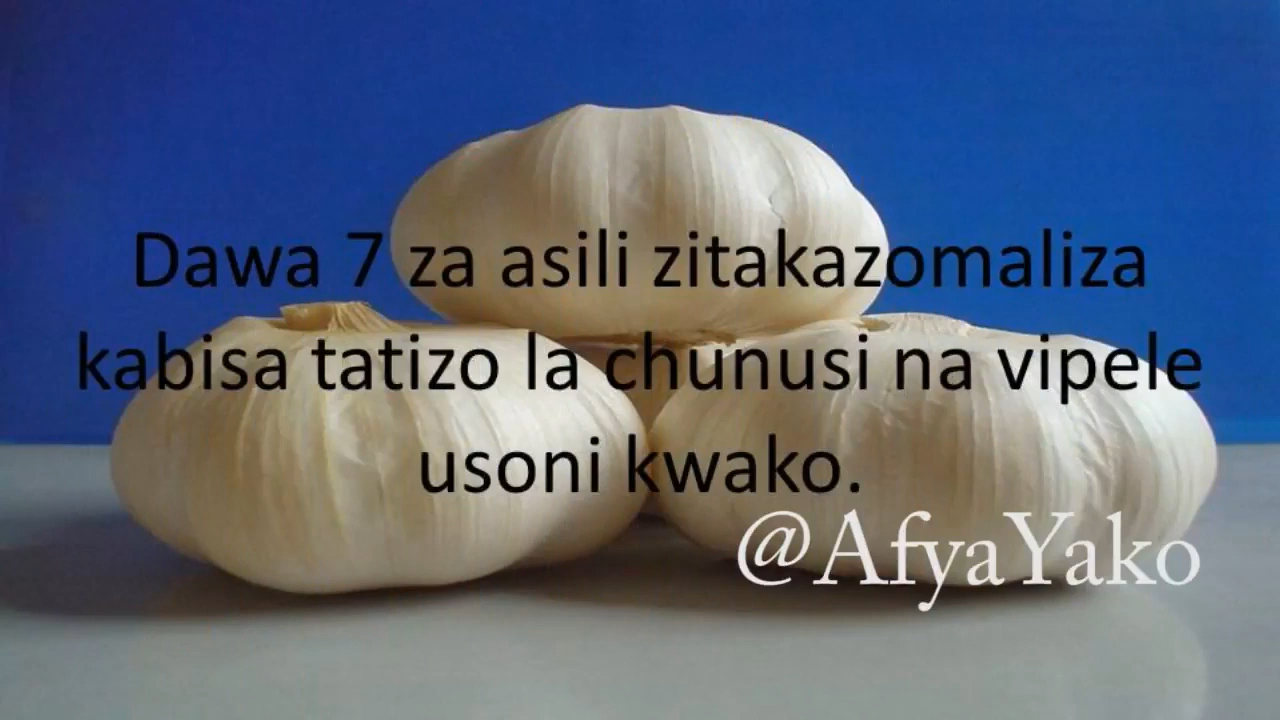 Dawa 7 za asili zitakazomaliza
kabisa tatizo la chunusi na vipele
usoni kwako.
@AfyaYako